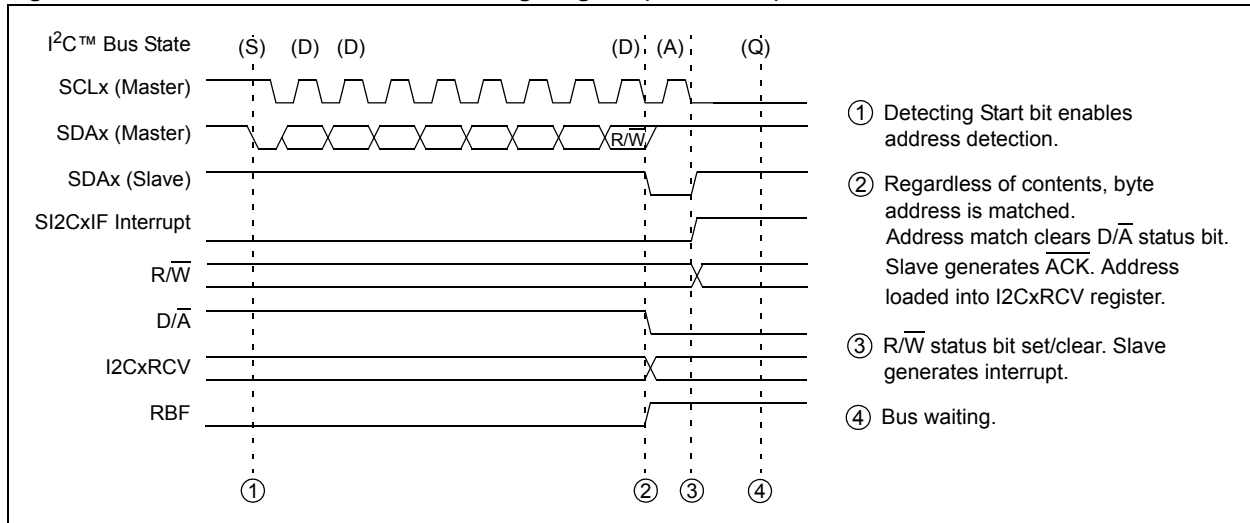 I²C™ Bus State (S) (D) (D) (D) (A) (Q)
SCLx (Master)
SDAx (Master) R/W̅
SDAx (Slave)
SI2CxIF Interrupt
R/W̅
D/A̅
I2CxRCV
RBF
1 2 3 4
① Detecting Start bit enables
address detection.
② Regardless of contents, byte
address is matched.
Address match clears D/A̅ status bit.
Slave generates A̅C̅K̅. Address
loaded into I2CxRCV register.
③ R/W̅ status bit set/clear. Slave
generates interrupt.
④ Bus waiting.